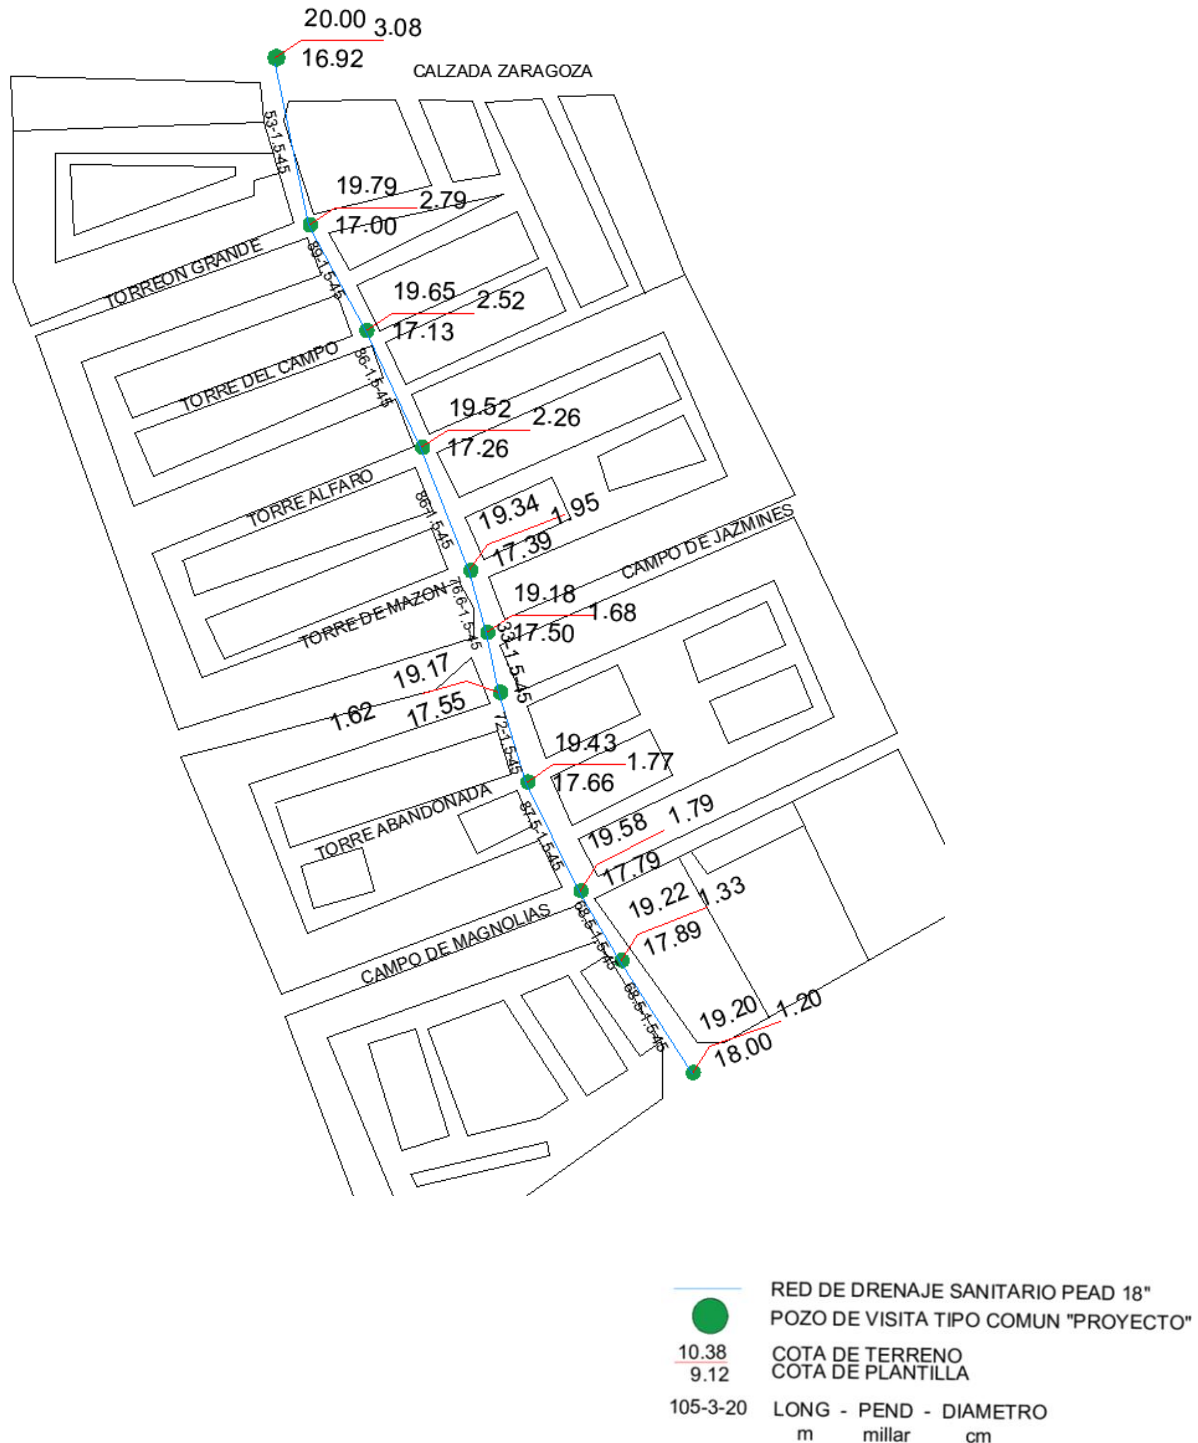 20.00 3.08
16.92
CALZADA ZARAGOZA
53-1.5-45
19.79 2.79
17.00
TORREON GRANDE
89-1.5-45
19.65 2.52
17.13
TORRE DEL CAMPO
86-1.5-45
19.52 2.26
17.26
TORRE ALFARO
86-1.5-45
19.34 1.95
17.39
CAMPO DE JAZMINES
TORRE DE MAZON
76.6-1.5-45
19.18 1.68
17.50
33-1.5-45
19.17
1.62 17.55
72-1.5-45
19.43 1.77
17.66
TORRE ABANDONADA
87.5-1.5-45
19.58 1.79
17.79
CAMPO DE MAGNOLIAS
68.5-1.5-45
19.22 1.33
17.89
68.5-1.5-45
19.20 1.20
18.00
RED DE DRENAJE SANITARIO PEAD 18"
POZO DE VISITA TIPO COMUN "PROYECTO"
10.38 COTA DE TERRENO
9.12 COTA DE PLANTILLA
105-3-20 LONG - PEND - DIAMETRO
m millar cm